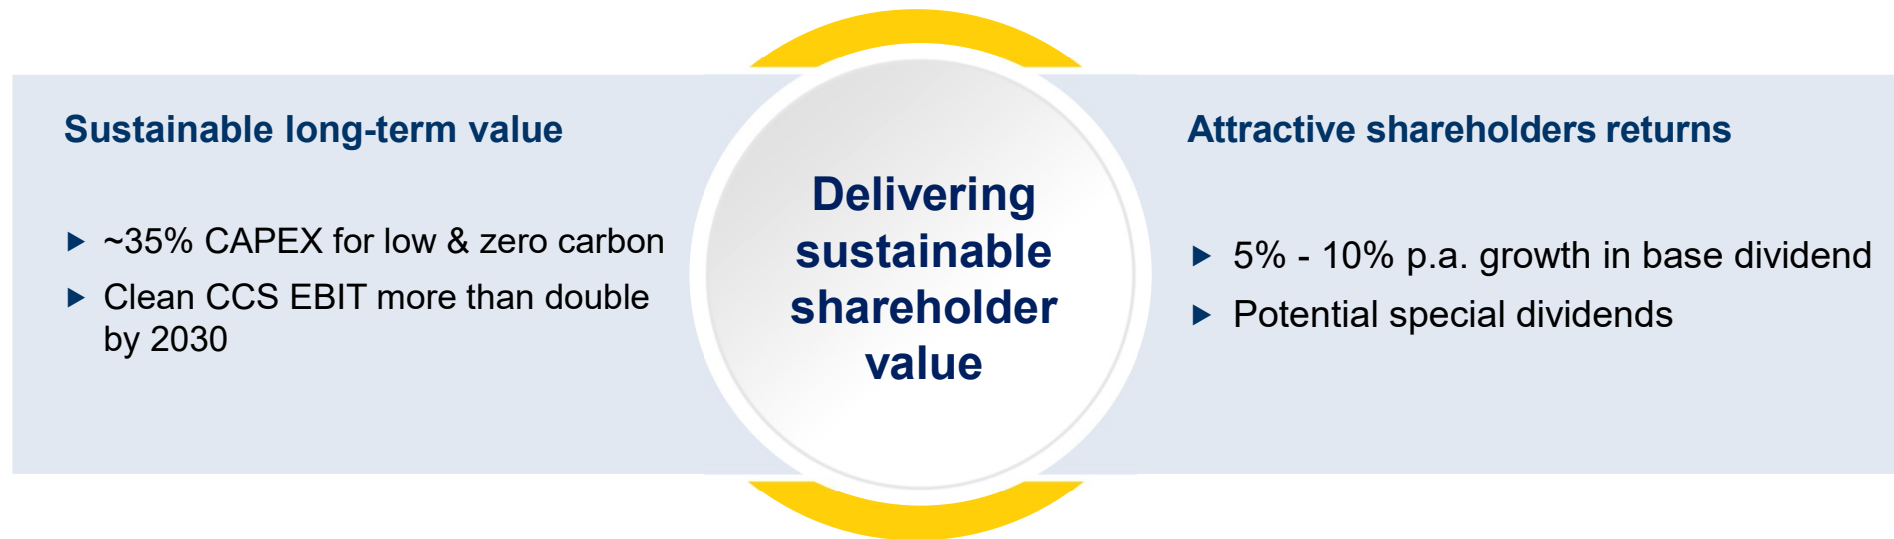 Sustainable long-term value
~35% CAPEX for low & zero carbon
Clean CCS EBIT more than double
by 2030
Delivering
sustainable
shareholder
value
Attractive shareholders returns
5% - 10% p.a. growth in base dividend
Potential special dividends